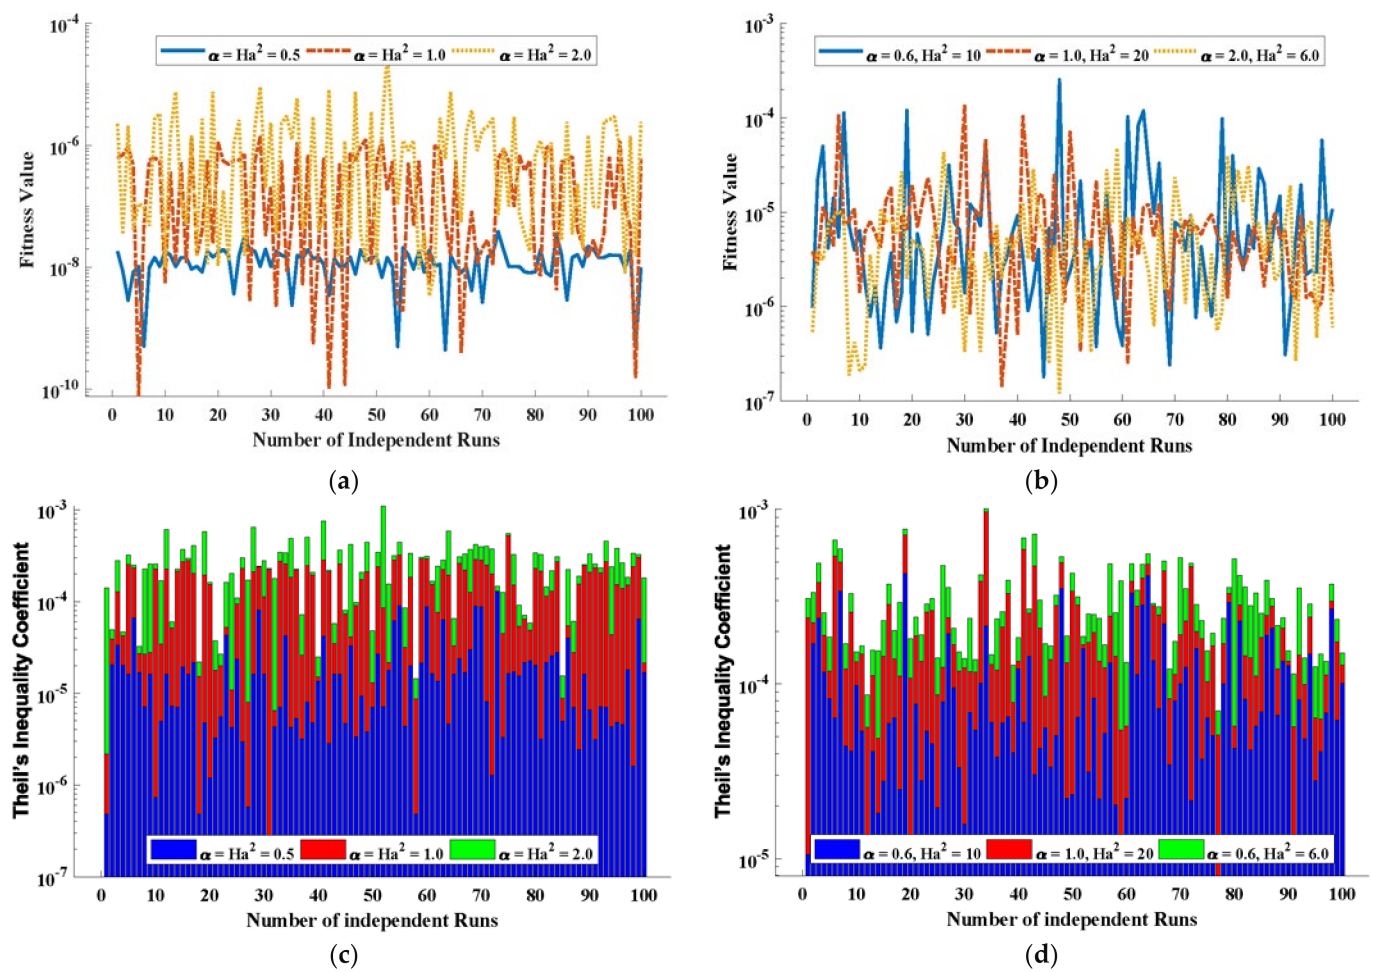 10^-4
α = Ha^2 = 0.5 α = Ha^2 = 1.0 α = Ha^2 = 2.0
10^-6
10^-8
10^-10
Fitness Value
0 10 20 30 40 50 60 70 80 90 100
Number of Independent Runs
(a)
10^-3
α = 0.6, Ha^2 = 10 α = 1.0, Ha^2 = 20 α = 2.0, Ha^2 = 6.0
10^-4
10^-5
10^-6
10^-7
Fitness Value
0 10 20 30 40 50 60 70 80 90 100
Number of Independent Runs
(b)
10^-3
10^-4
10^-5
10^-6
10^-7
Theil's Inequality Coefficient
α = Ha^2 = 0.5 α = Ha^2 = 1.0 α = Ha^2 = 2.0
0 10 20 30 40 50 60 70 80 90 100
Number of independent Runs
(c)
10^-3
10^-4
10^-5
Theil's Inequality Coefficient
α = 0.6, Ha^2 = 10 α = 1.0, Ha^2 = 20 α = 0.6, Ha^2 = 6.0
0 10 20 30 40 50 60 70 80 90 100
Number of independent Runs
(d)